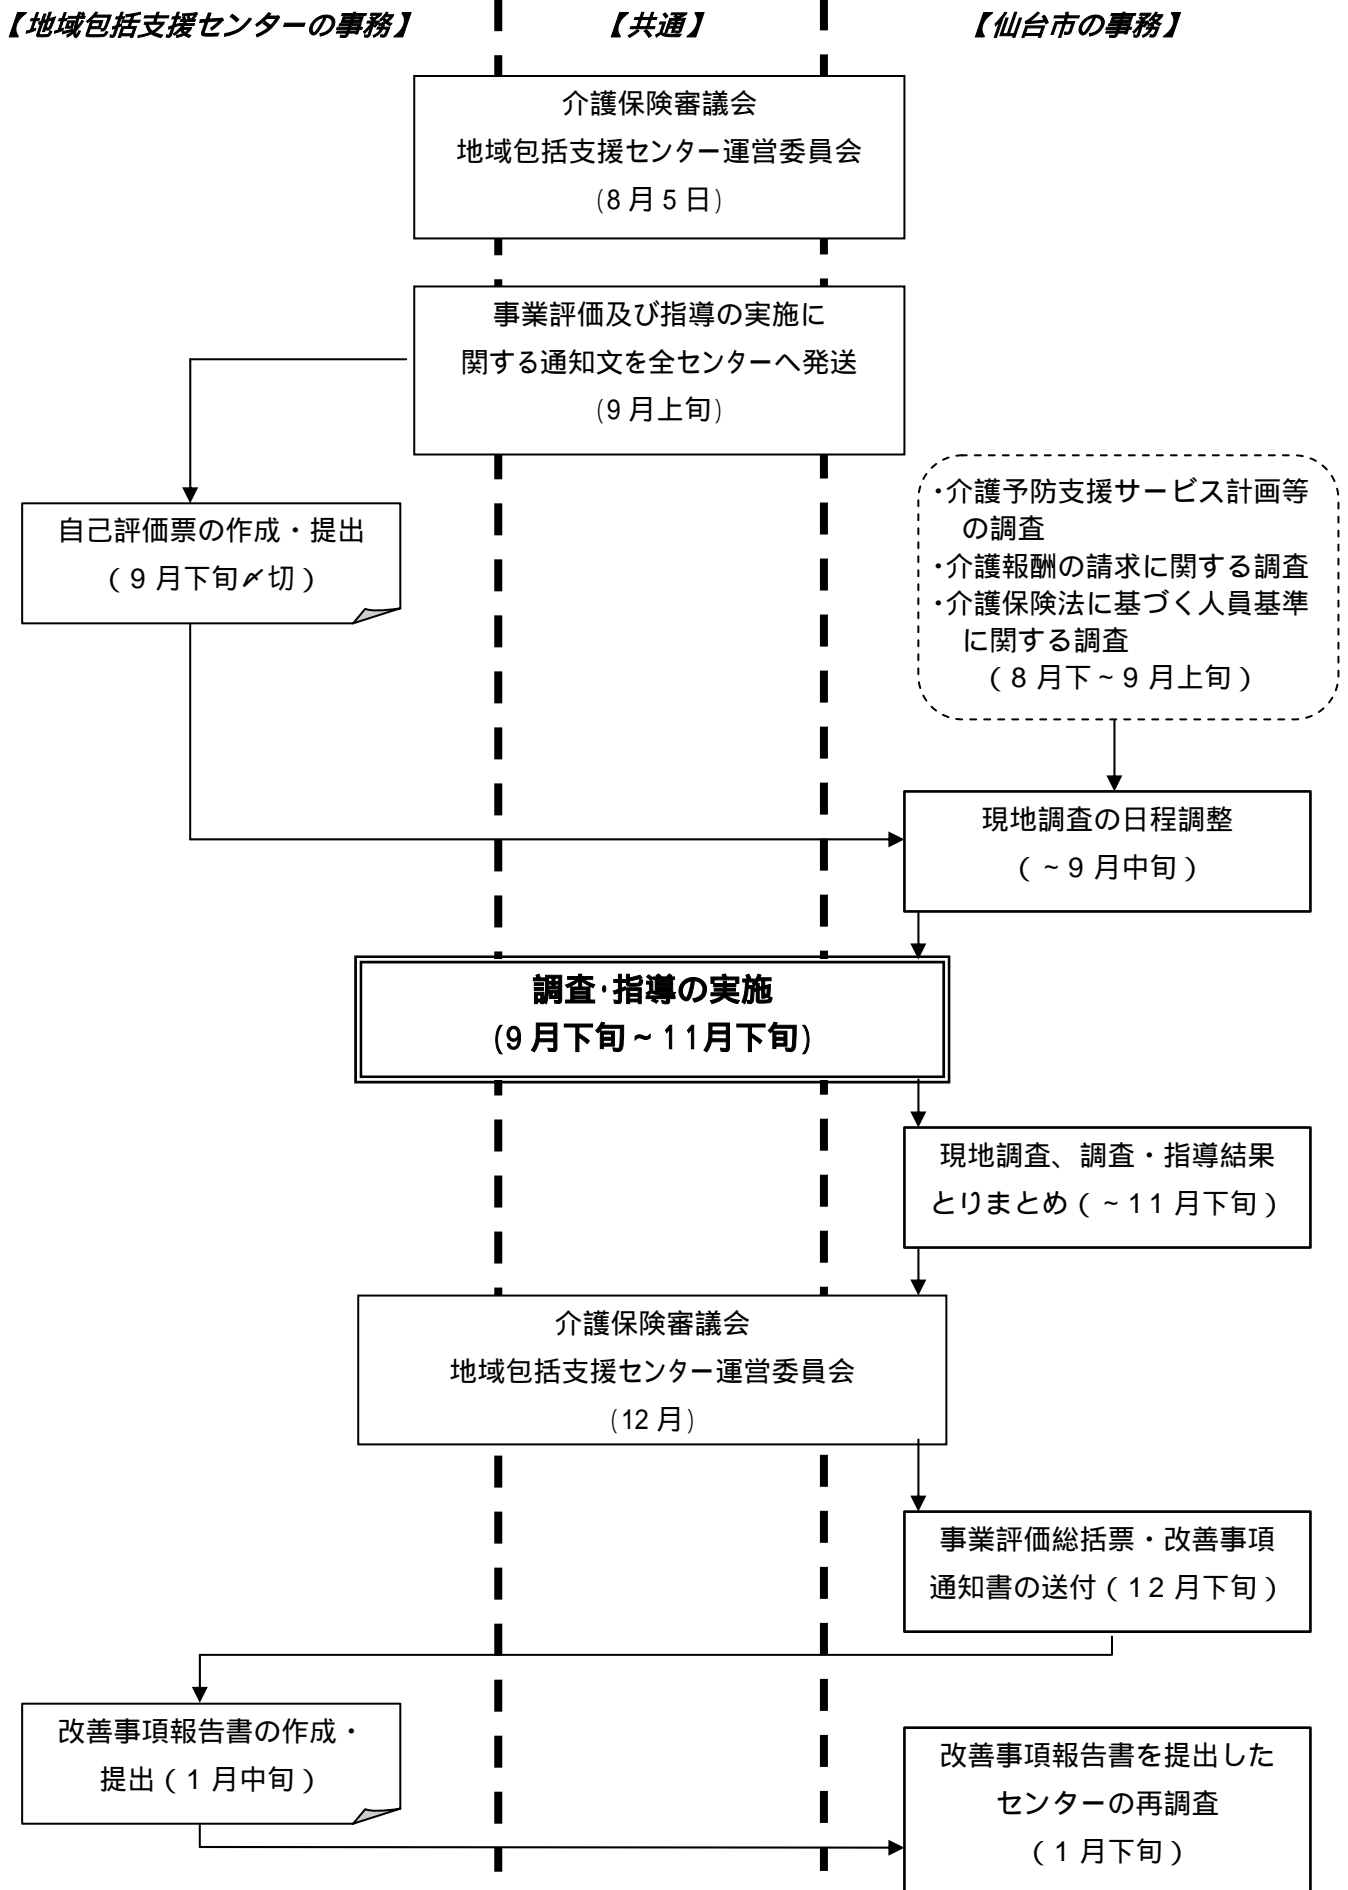 【地域包括支援センターの事務】
【共通】
【仙台市の事務】
介護保険審議会
地域包括支援センター運営委員会
(8月5日)
事業評価及び指導の実施に
関する通知文を全センターへ発送
(9月上旬)
自己評価票の作成・提出
(9月下旬〆切)
・介護予防支援サービス計画等
の調査
・介護報酬の請求に関する調査
・介護保険法に基づく人員基準
に関する調査
(8月下~9月上旬)
現地調査の日程調整
(~9月中旬)
調査・指導の実施
(9月下旬~11月下旬)
現地調査、調査・指導結果
とりまとめ(~11月下旬)
介護保険審議会
地域包括支援センター運営委員会
(12月)
事業評価総括票・改善事項
通知書の送付(12月下旬)
改善事項報告書の作成・
提出(1月中旬)
改善事項報告書を提出した
センターの再調査
(1月下旬)